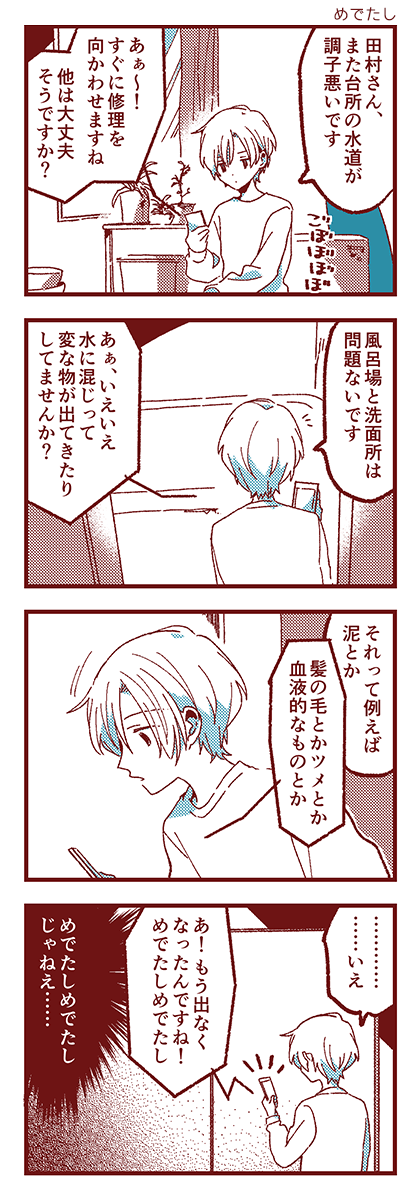 めでたし
田村さん、
また台所の水道が
調子悪いです
ごぼぼぼぼ
あぁ〜!
すぐに修理を
向かわせますね
他は大丈夫
そうですか?
風呂場と洗面所は
問題ないです
あぁ、いえいえ
水に混じって
変な物が出てきたり
してませんか?
それって例えば
泥とか
髪の毛とかツメとか
血液的なものとか
…………
……いえ
あ!もう出なく
なったんですね!
めでたしめでたし
めでたしめでたし
じゃねえ……